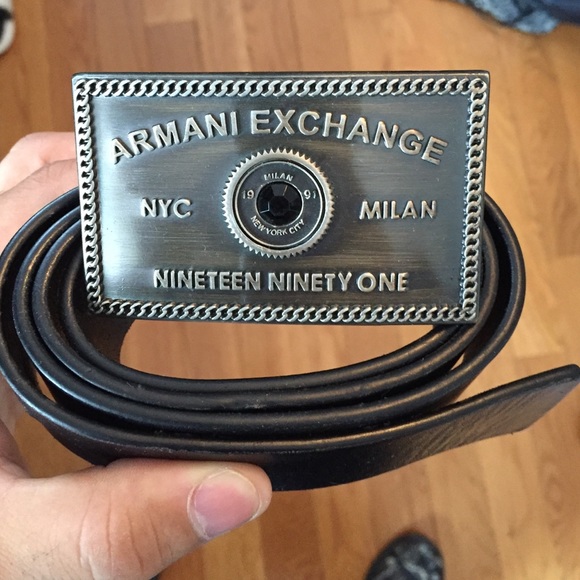 ARMANI EXCHANGE
NYC
MILAN
19 91
NEW YORK CITY
MILAN
NINETEEN NINETY ONE